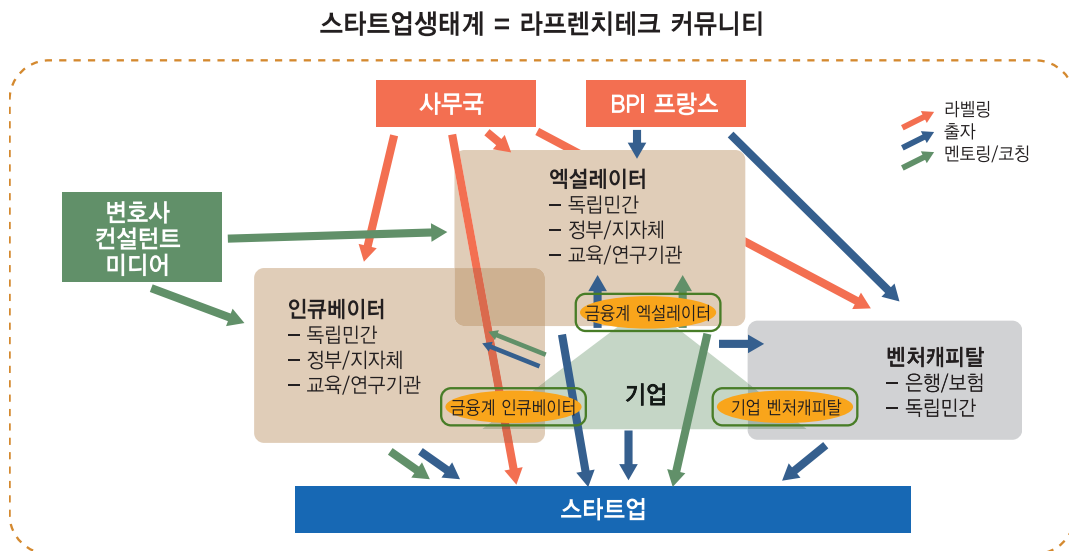 스타트업생태계 = 라프렌치테크 커뮤니티
사무국
BPI 프랑스
라벨링
출자
멘토링/코칭
변호사
컨설턴트
미디어
엑셀레이터
– 독립민간
– 정부/지자체
– 교육/연구기관
인큐베이터
– 독립민간
– 정부/지자체
– 교육/연구기관
금융계 엑셀레이터
벤처캐피탈
– 은행/보험
– 독립민간
기업
금융계 인큐베이터
기업 벤처캐피탈
스타트업